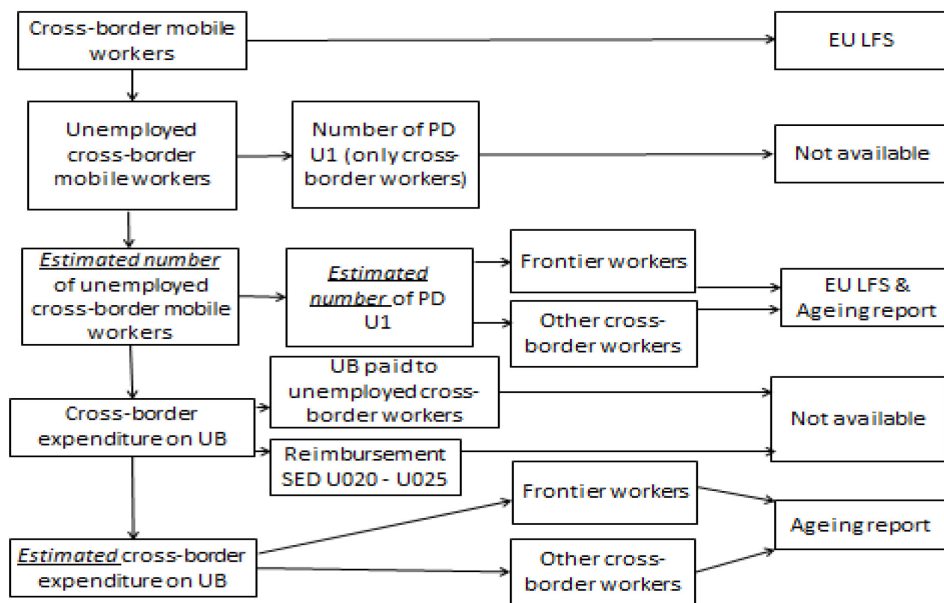 Cross-border mobile
workers
EU LFS
Unemployed
cross-border
mobile workers
Number of PD
U1 (only cross-
border workers)
Not available
Estimated number
of unemployed
cross-border mobile
workers
Estimated
number of PD
U1
Frontier workers
Other cross-
border workers
EU LFS &
Ageing report
Cross-border
expenditure on UB
UB paid to
unemployed cross-
border workers
Reimbursement
SED U020 - U025
Not available
Estimated cross-border
expenditure on UB
Frontier workers
Other cross-
border workers
Ageing report